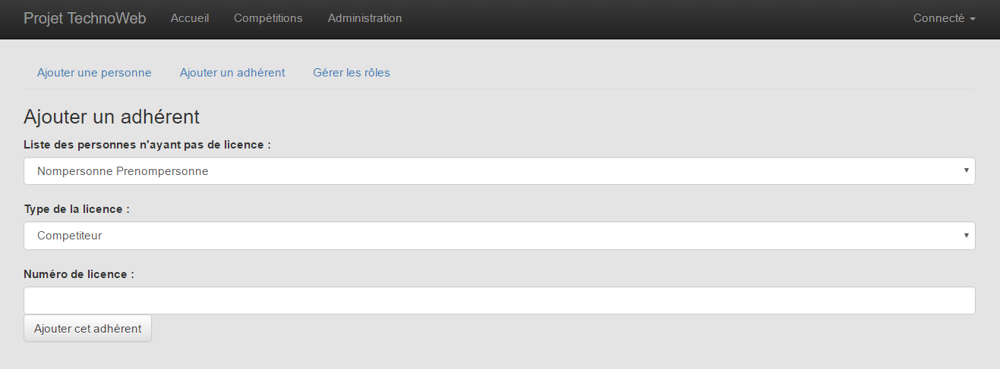 Projet TechnoWeb Accueil Compétitions Administration Connecté
Ajouter une personne Ajouter un adhérent Gérer les rôles
Ajouter un adhérent
Liste des personnes n'ayant pas de licence :
Nompersonne Prenompersonne
Type de la licence :
Competiteur
Numéro de licence :
Ajouter cet adhérent